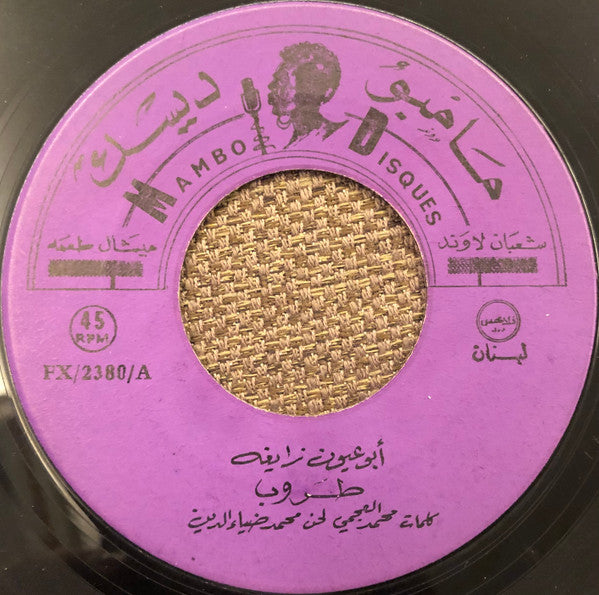 مامبو ديسك
MAMBO DISQUES
شعبان لاوند
ميشال طعمه
45
RPM
FX/2380/A
لبنان
أبو عيون زايغه
طروب
كلمات محمد العجمي لحن محمد ضياء الدين